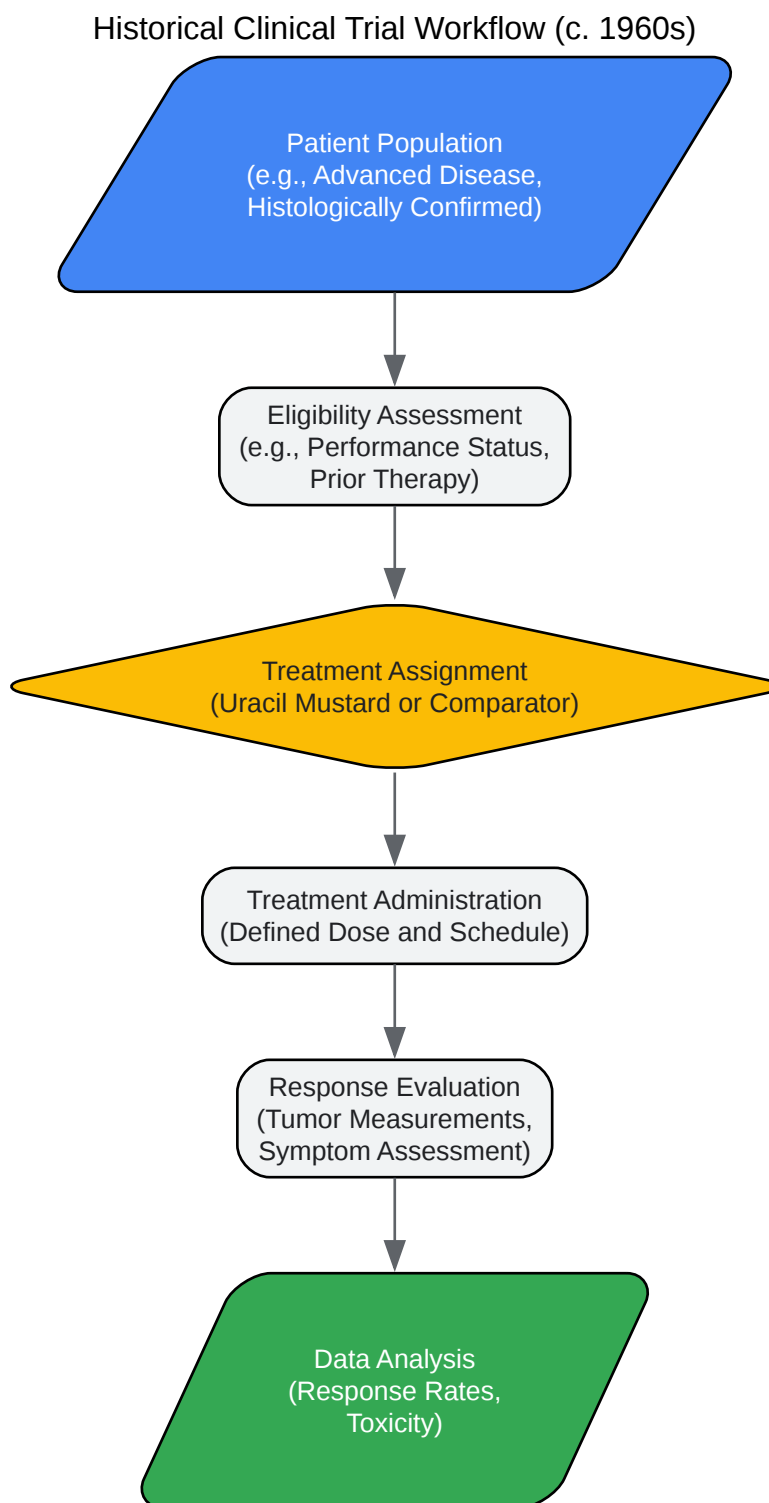 Historical Clinical Trial Workflow (c. 1960s)
Patient Population
(e.g., Advanced Disease,
Histologically Confirmed)
Eligibility Assessment
(e.g., Performance Status,
Prior Therapy)
Treatment Assignment
(Uracil Mustard or Comparator)
Treatment Administration
(Defined Dose and Schedule)
Response Evaluation
(Tumor Measurements,
Symptom Assessment)
Data Analysis
(Response Rates,
Toxicity)